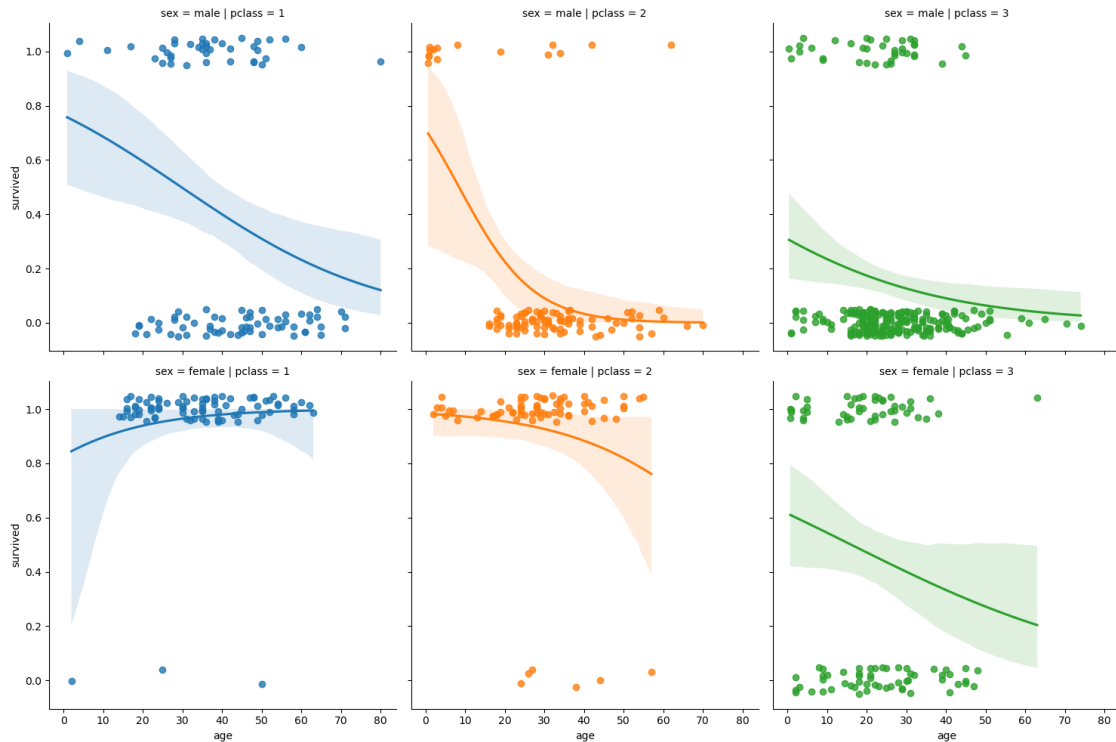 sex = male | pclass = 1
sex = male | pclass = 2
sex = male | pclass = 3
survived
1.0
0.8
0.6
0.4
0.2
0.0
sex = female | pclass = 1
sex = female | pclass = 2
sex = female | pclass = 3
survived
1.0
0.8
0.6
0.4
0.2
0.0
0 10 20 30 40 50 60 70 80
0 10 20 30 40 50 60 70 80
0 10 20 30 40 50 60 70 80
age
age
age